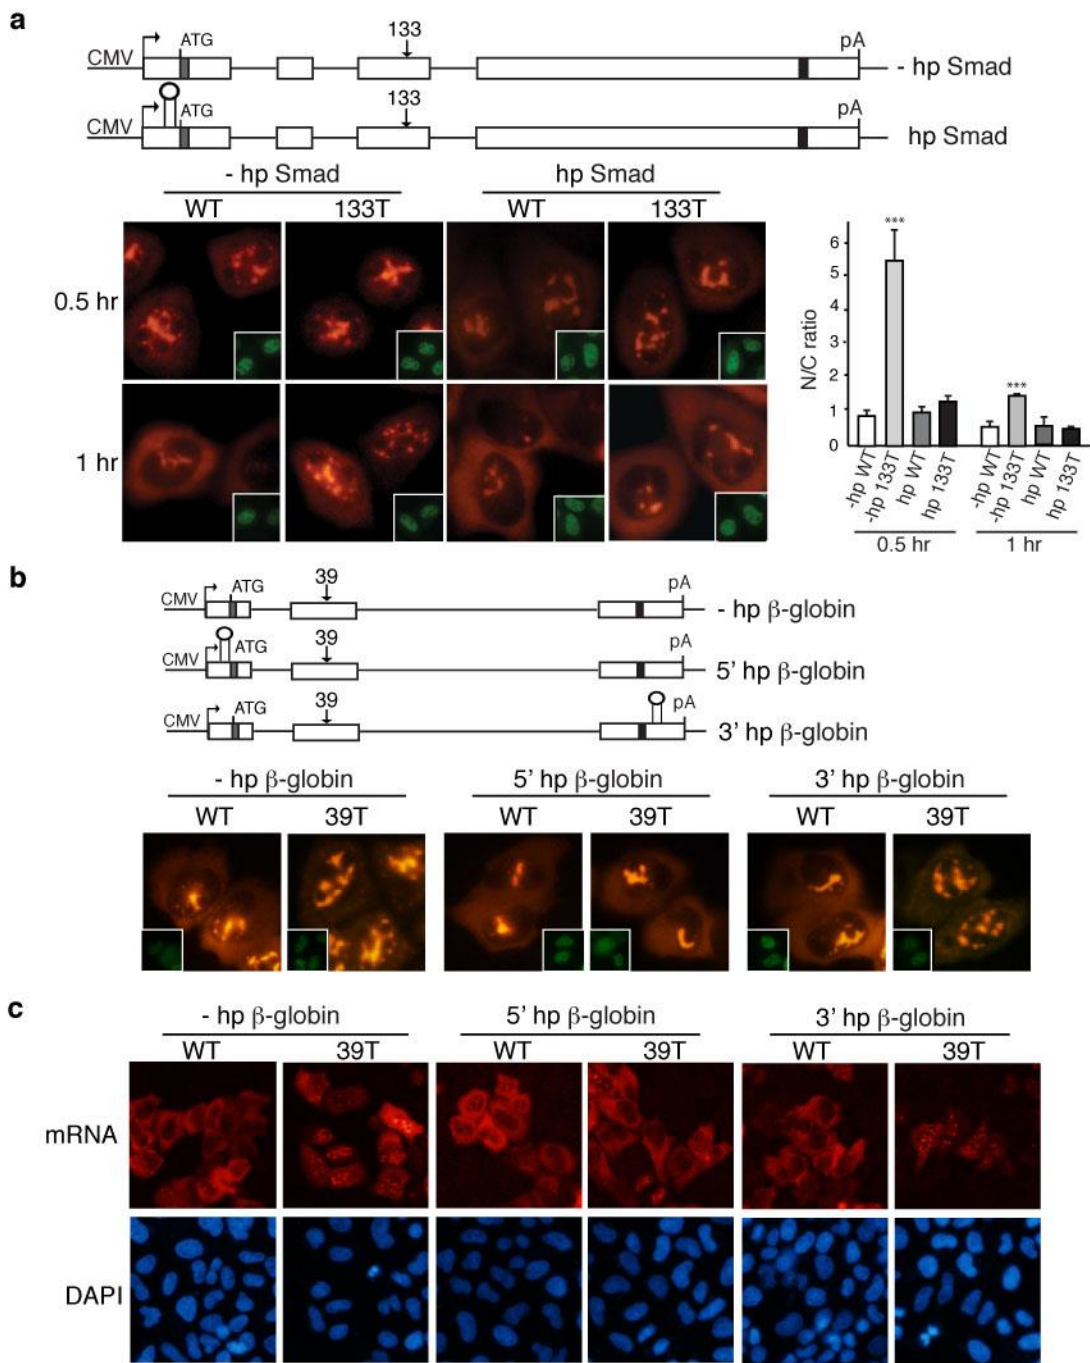 a
133
CMV ATG pA
- hp Smad
133
CMV ATG pA
hp Smad
- hp Smad hp Smad
WT 133T WT 133T
0.5 hr
1 hr
N/C ratio
6
5
4
3
2
1
0
*** ***
-hp WT -hp 133T hp WT hp 133T -hp WT -hp 133T hp WT hp 133T
0.5 hr 1 hr
b
39
CMV ATG pA
- hp β-globin
39
CMV ATG pA
5' hp β-globin
39
CMV ATG pA
3' hp β-globin
- hp β-globin 5' hp β-globin 3' hp β-globin
WT 39T WT 39T WT 39T
c
- hp β-globin 5' hp β-globin 3' hp β-globin
WT 39T WT 39T WT 39T
mRNA
DAPI